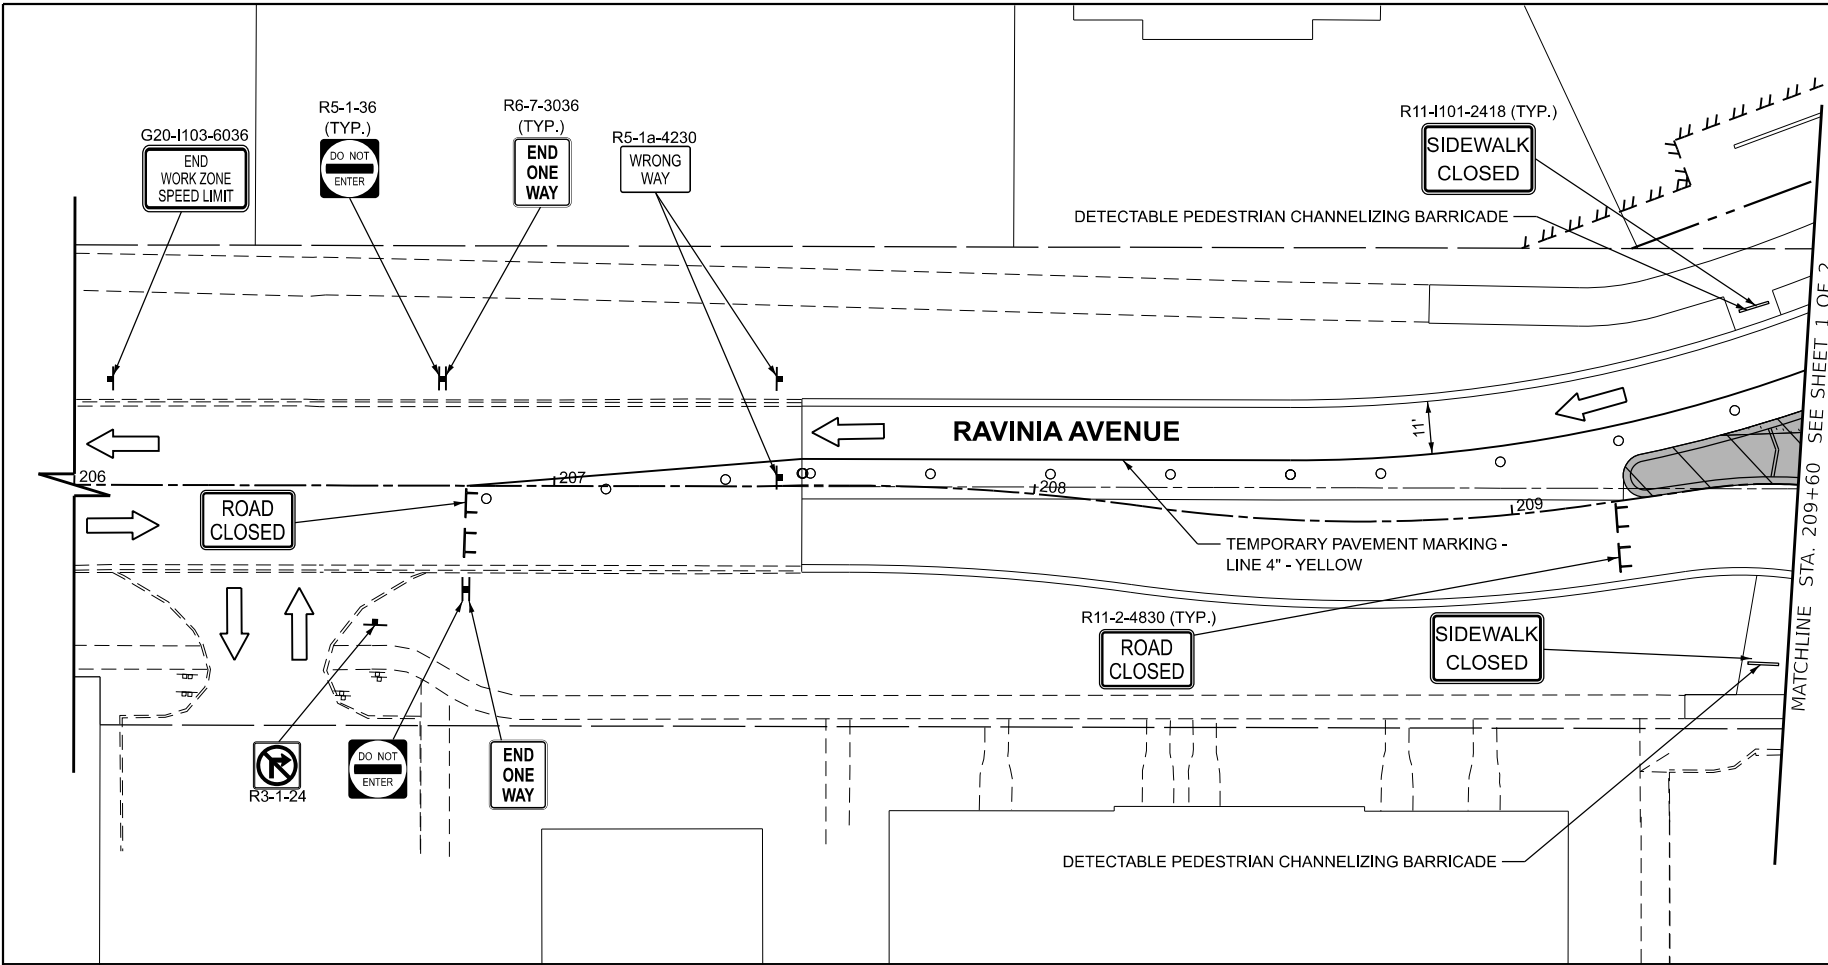 R5-1-36
(TYP.)
R6-7-3036
(TYP.)
G20-I103-6036
R5-1a-4230
R11-I101-2418 (TYP.)
END
WORK ZONE
SPEED LIMIT
DO NOT
ENTER
END
ONE
WAY
WRONG
WAY
SIDEWALK
CLOSED
DETECTABLE PEDESTRIAN CHANNELIZING BARRICADE
MATCHLINE STA. 209+60 SEE SHEET 1 OF 2
RAVINIA AVENUE
11'
206
207
208
209
ROAD
CLOSED
TEMPORARY PAVEMENT MARKING -
LINE 4" - YELLOW
R11-2-4830 (TYP.)
ROAD
CLOSED
SIDEWALK
CLOSED
R3-1-24
DO NOT
ENTER
END
ONE
WAY
DETECTABLE PEDESTRIAN CHANNELIZING BARRICADE